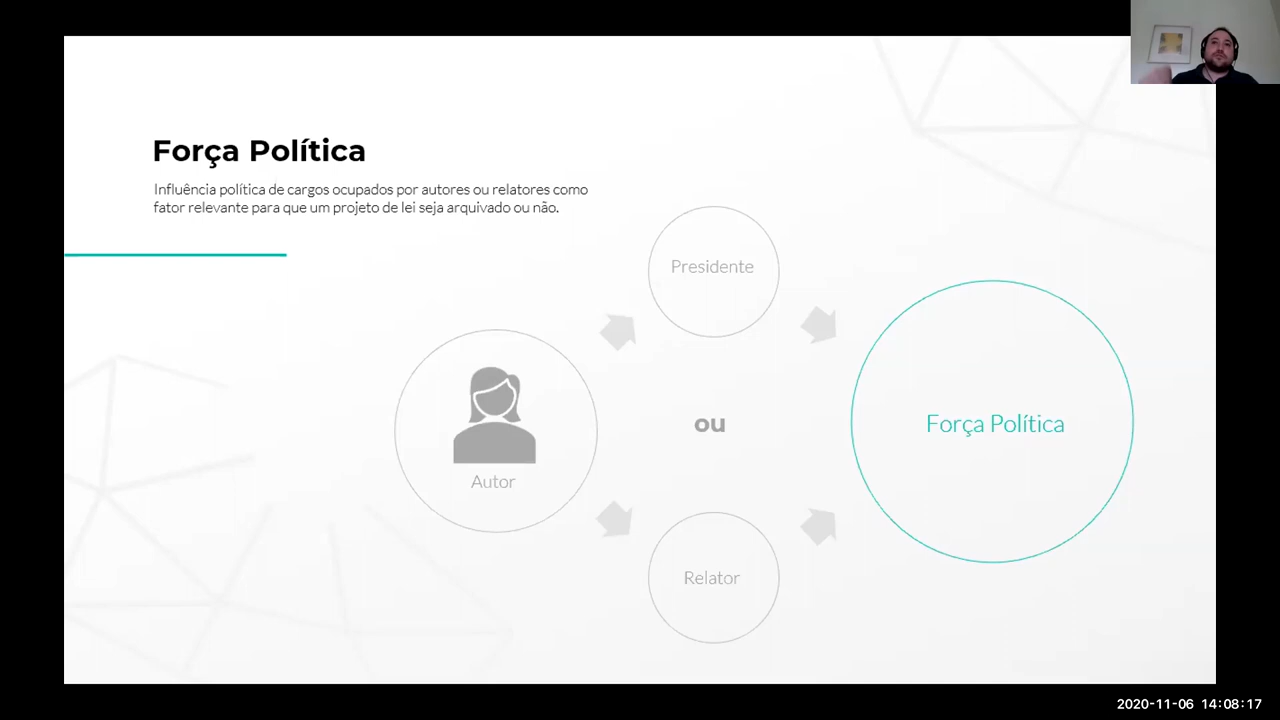 Força Política
Influência política de cargos ocupados por autores ou relatores como
fator relevante para que um projeto de lei seja arquivado ou não.
Presidente
Autor
ou
Força Política
Relator
2020-11-06 14:08:17